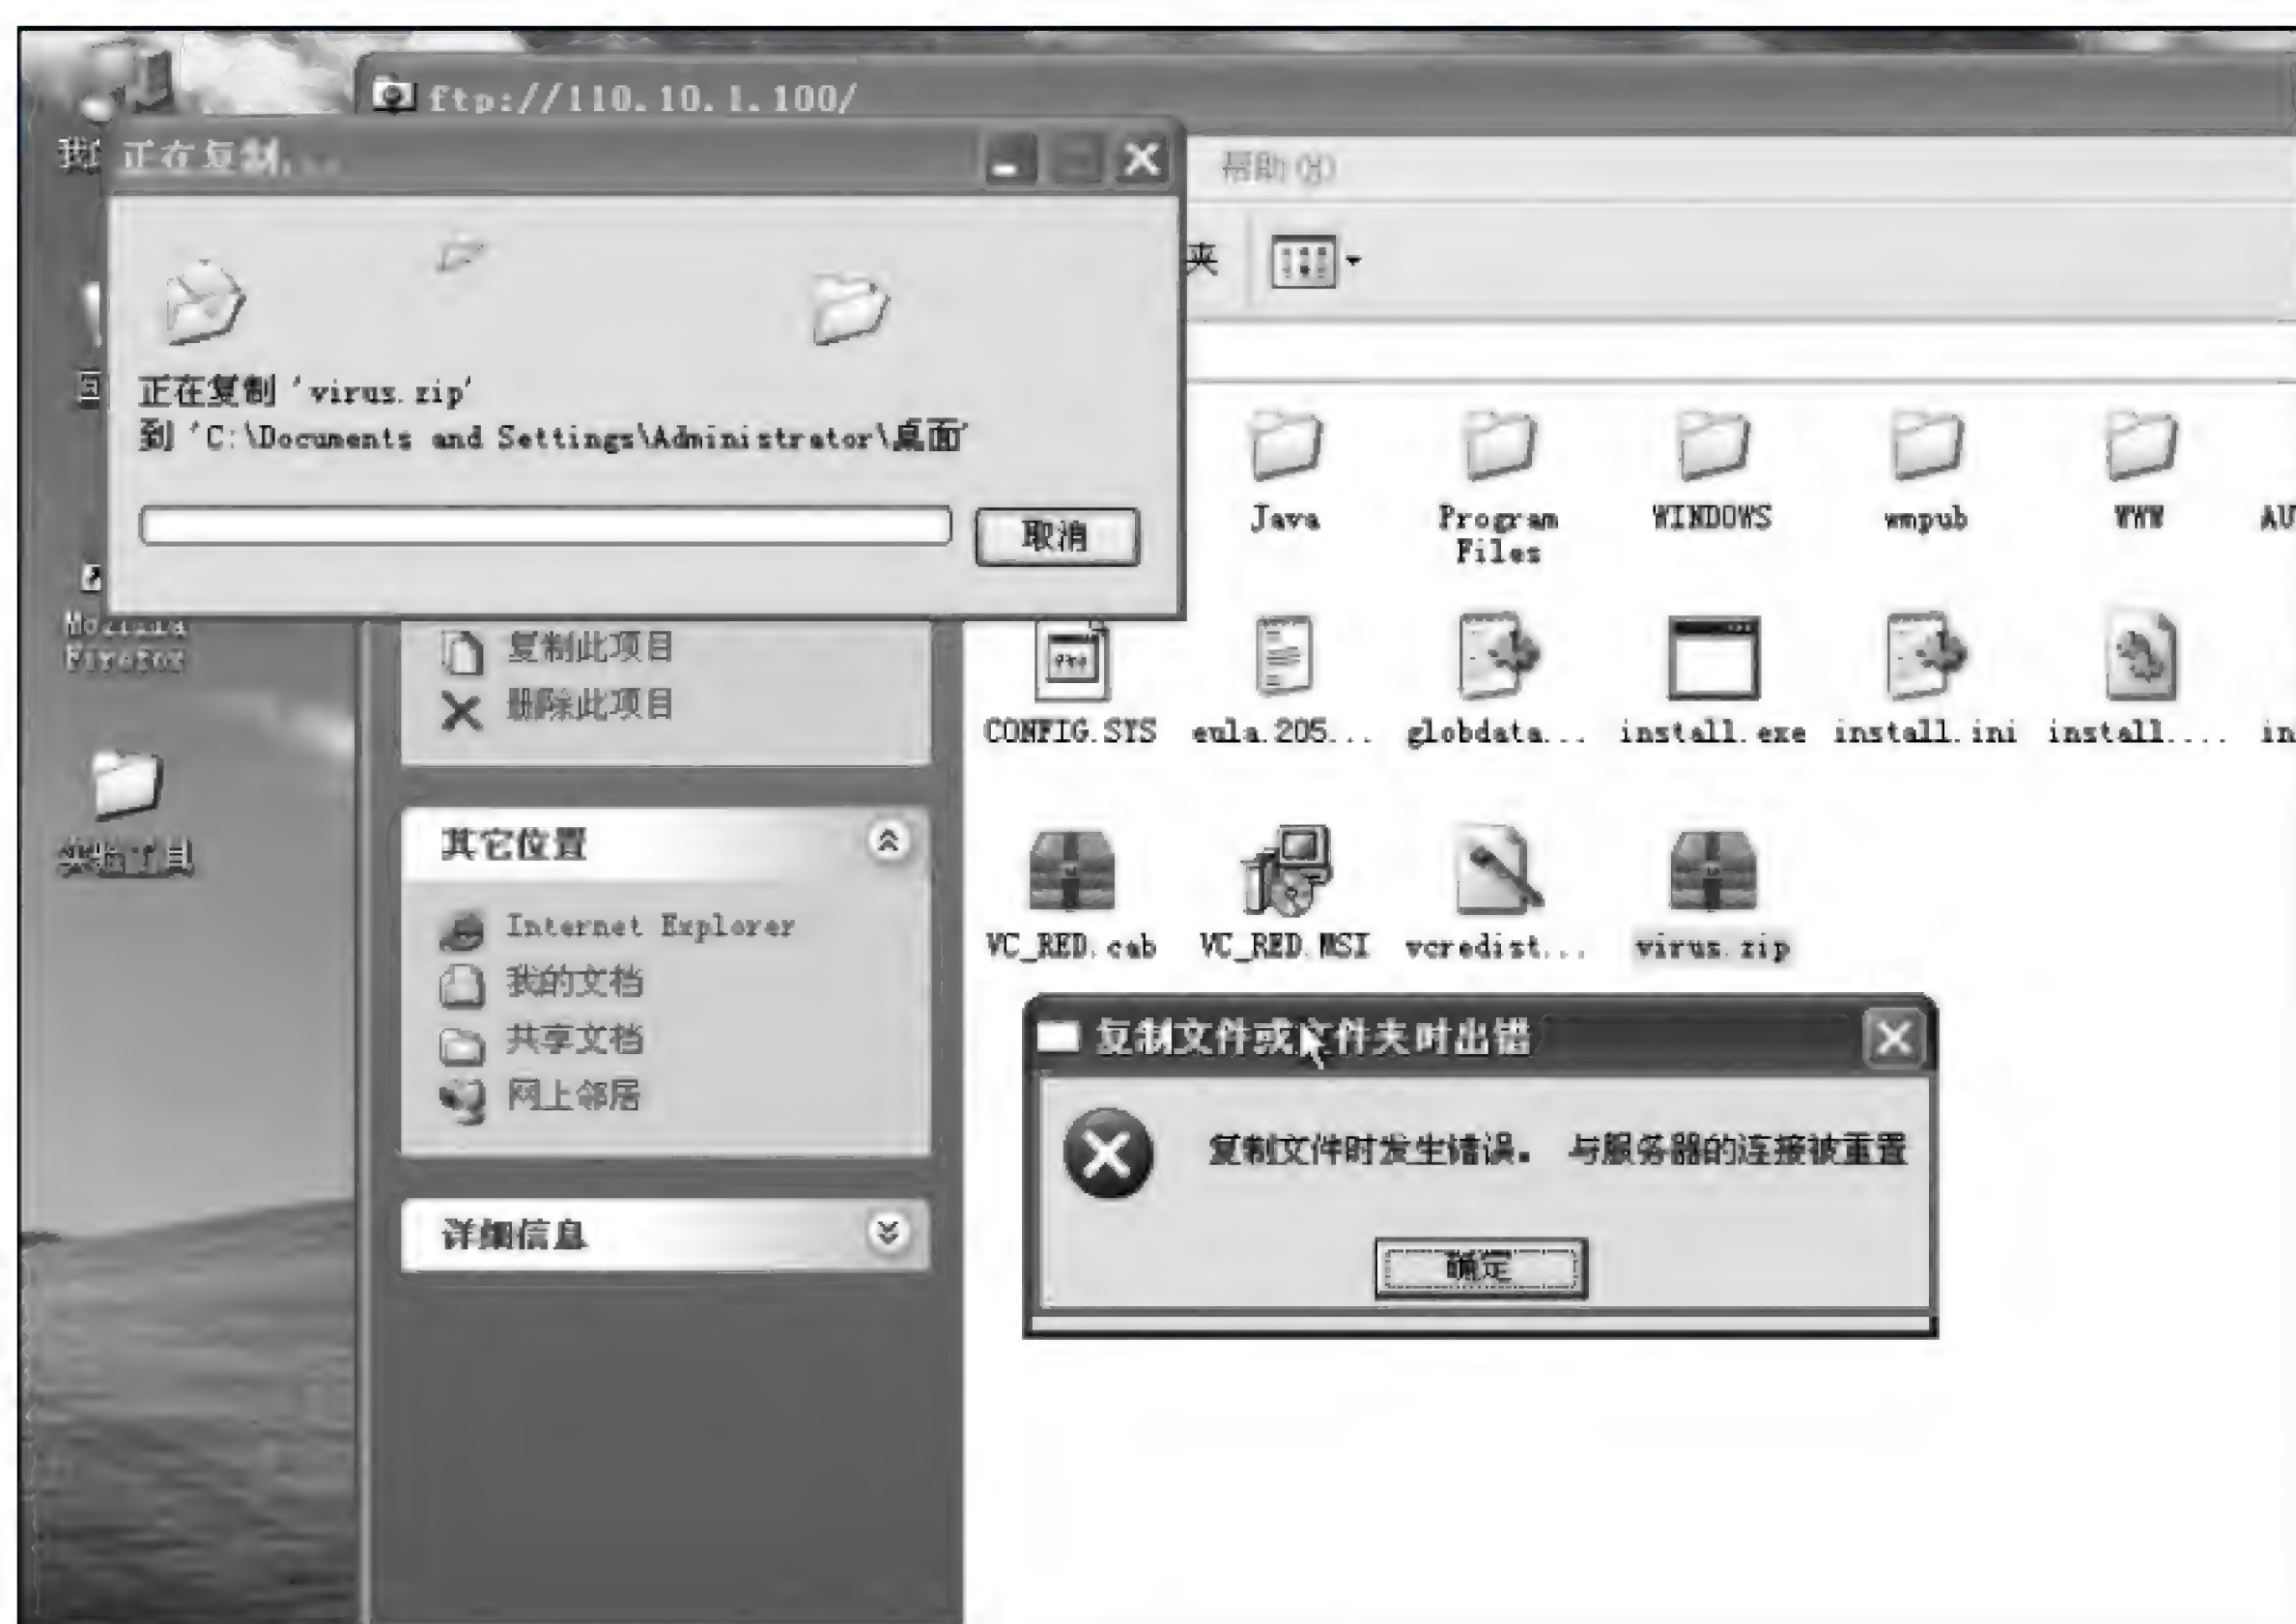 ftp://110.10.1.100/
正在复制...
帮助(H)
夹
正在复制 'virus.zip'
到 'C:\Documents and Settings\Administrator\桌面'
取消
Java
Program Files
WINDOWS
wmpub
WWW
AU
Mozilla
Firefox
复制此项目
删除此项目
CONFIG.SYS
eula.205...
globdata...
install.exe
install.ini
install....
in
其它位置
Internet Explorer
我的文档
共享文档
网上邻居
详细信息
VC_RED.cab
VC_RED.MSI
vcredist...
virus.zip
复制文件或文件夹时出错
复制文件时发生错误。 与服务器的连接被重置
确定